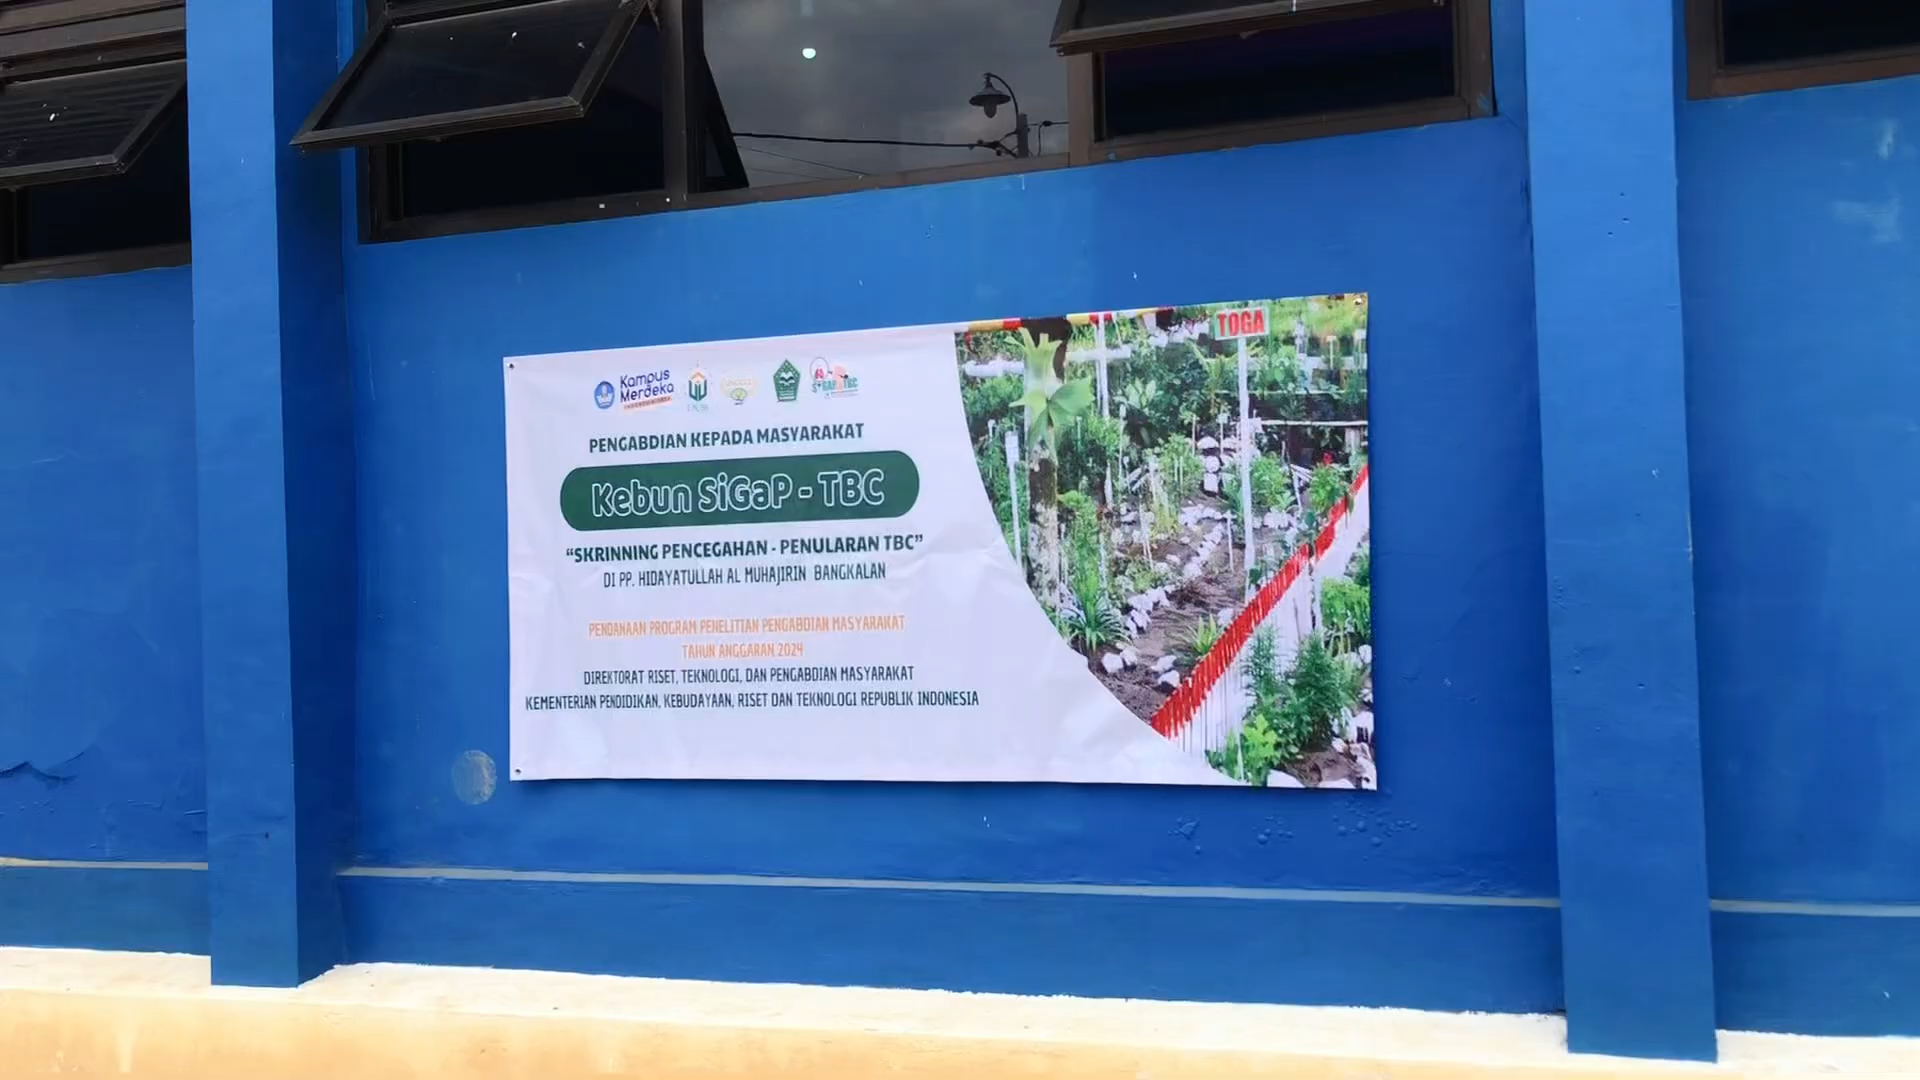 TOGA
Kampus
Merdeka
PENGABDIAN KEPADA MASYARAKAT
Kebun SiGaP - TBC
“SKRINNING PENCEGAHAN - PENULARAN TBC”
DI PP. HIDAYATULLAH AL MUHAJIRIN BANGKALAN
PENDANAAN PROGRAM PENELITIAN PENGABDIAN MASYARAKAT
TAHUN ANGGARAN 2024
DIREKTORAT RISET, TEKNOLOGI, DAN PENGABDIAN MASYARAKAT
KEMENTERIAN PENDIDIKAN, KEBUDAYAAN, RISET DAN TEKNOLOGI REPUBLIK INDONESIA